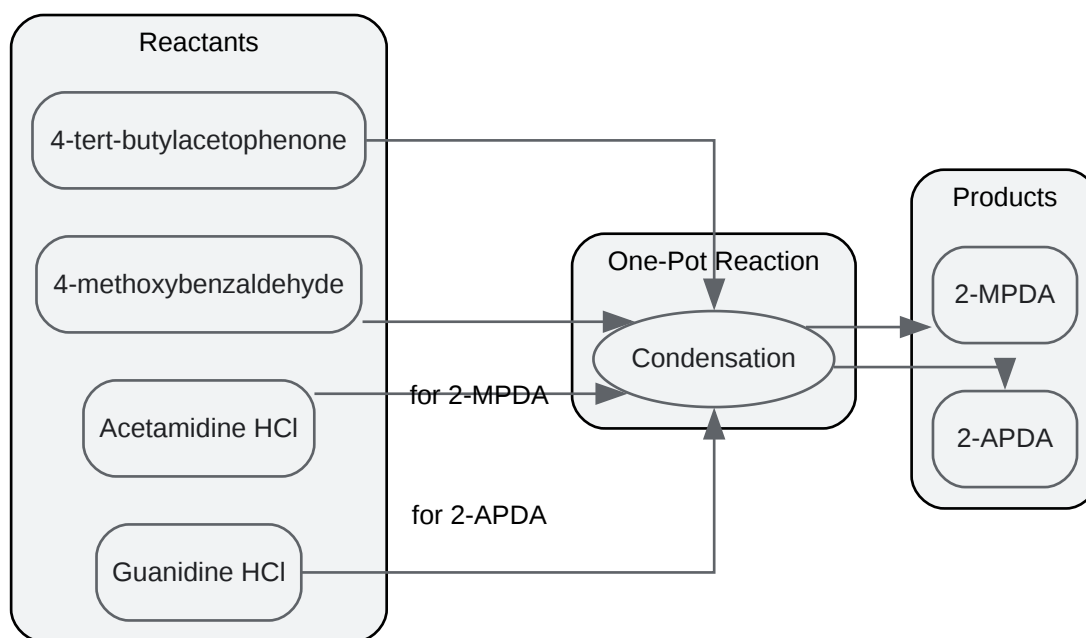 Reactants
4-tert-butylacetophenone
4-methoxybenzaldehyde
Acetamidine HCl
Guanidine HCl
for 2-MPDA
for 2-APDA
One-Pot Reaction
Condensation
Products
2-MPDA
2-APDA